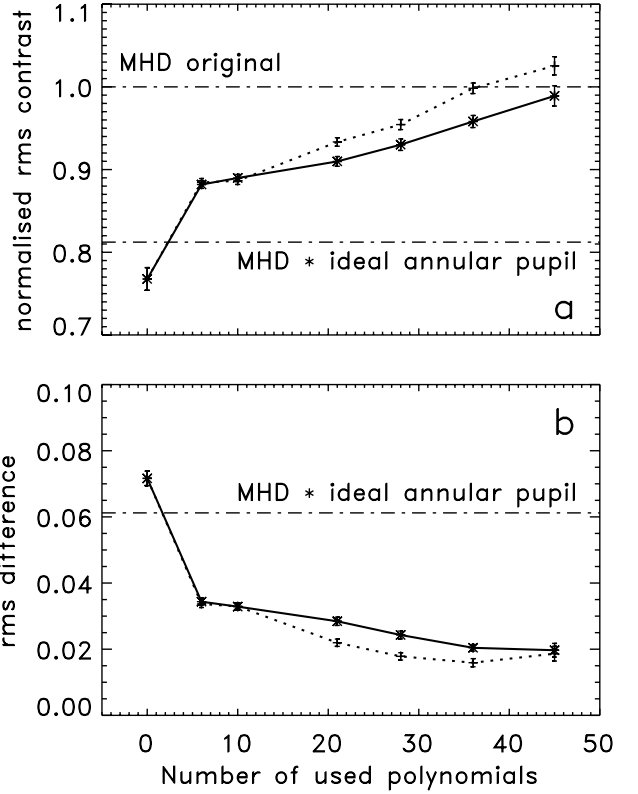 1.1
MHD original
1.0
0.9
0.8
MHD * ideal annular pupil
a
0.7
normalised rms contrast
0.10
b
0.08
MHD * ideal annular pupil
0.06
0.04
0.02
0.00
rms difference
0 10 20 30 40 50
Number of used polynomials